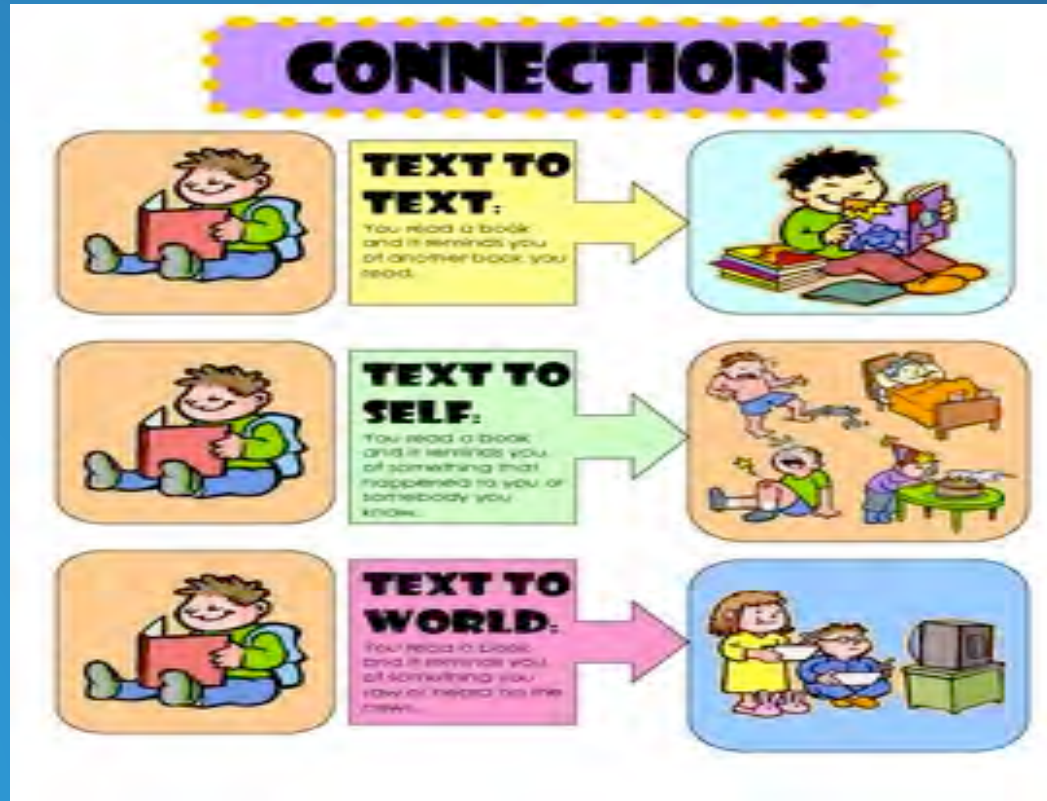 CONNECTIONS
TEXT TO
TEXT:
You read a book
and it reminds you
of another book you
read.
TEXT TO
SELF:
You read a book
and it reminds you
of something that
happened to you or
somebody you
know.
TEXT TO
WORLD:
You read a book
and it reminds you
of something you
saw or heard on the
news.